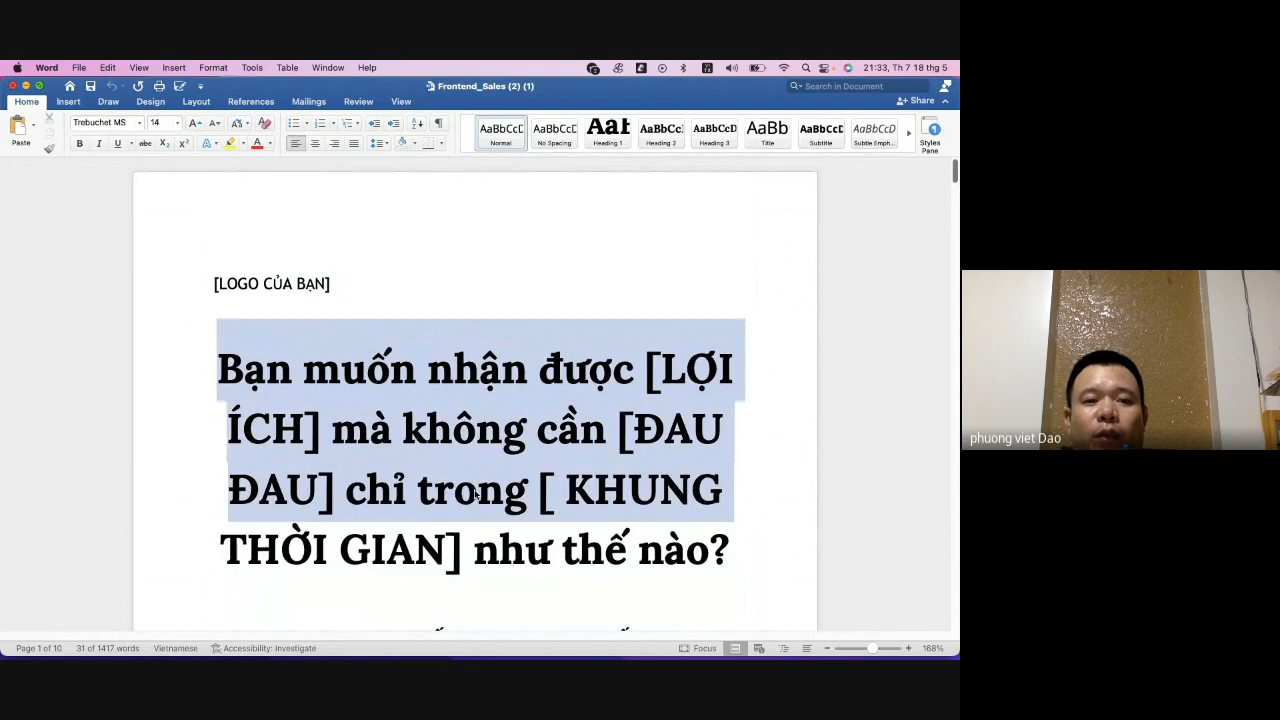 Word File Edit View Insert Format Tools Table Window Help 21:33, Th 7 18 thg 5
Frontend_Sales (2) (1) Search in Document
Home Insert Draw Design Layout References Mailings Review View Share
Paste Trebuchet MS 14
AaBbCcD AaBbCcD AaBb AaBbCc AaBbCcD AaBb AaBbCcD AaBbCcD
Normal No Spacing Heading 1 Heading 2 Heading 3 Title Subtitle Subtle Emph... Styles Pane
[LOGO CỦA BẠN]
Bạn muốn nhận được [LỢI
ÍCH] mà không cần [ĐAU
ĐAU] chỉ trong [ KHUNG
THỜI GIAN] như thế nào?
phuong viet Dao
Page 1 of 10 31 of 1417 words Vietnamese Accessibility: Investigate Focus 168%